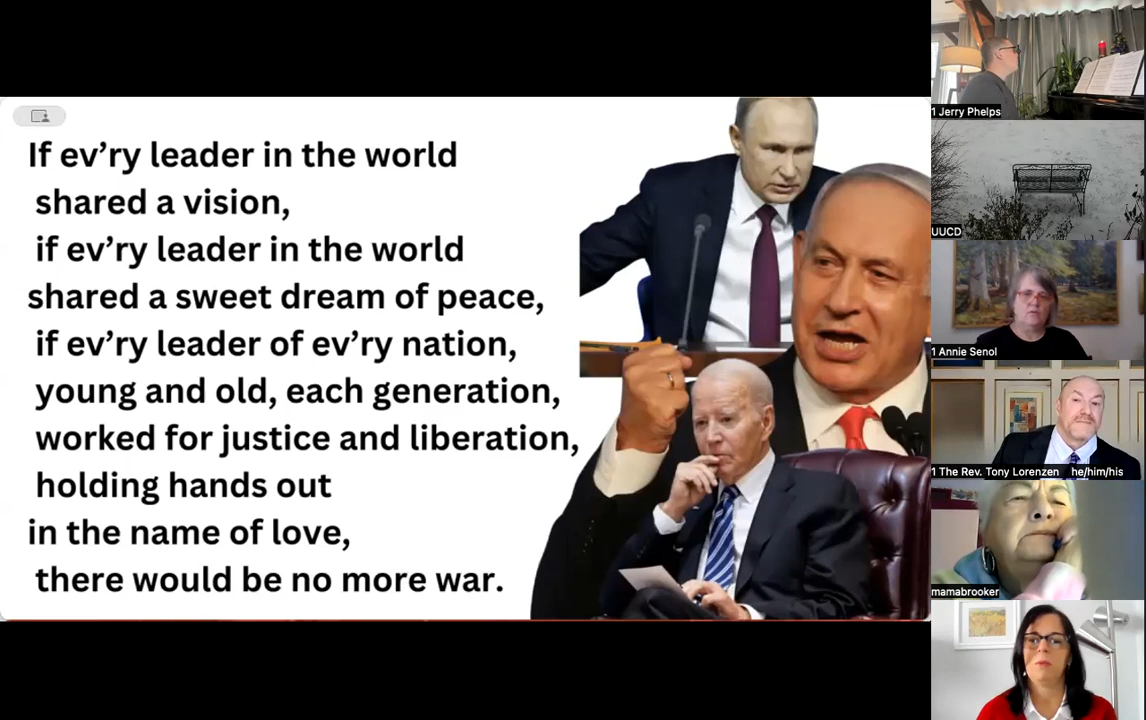 If ev’ry leader in the world
shared a vision,
if ev’ry leader in the world
shared a sweet dream of peace,
if ev’ry leader of ev’ry nation,
young and old, each generation,
worked for justice and liberation,
holding hands out
in the name of love,
there would be no more war.
1 Jerry Phelps
UUCD
1 Annie Senol
1 The Rev. Tony Lorenzen he/him/his
mamabrooker